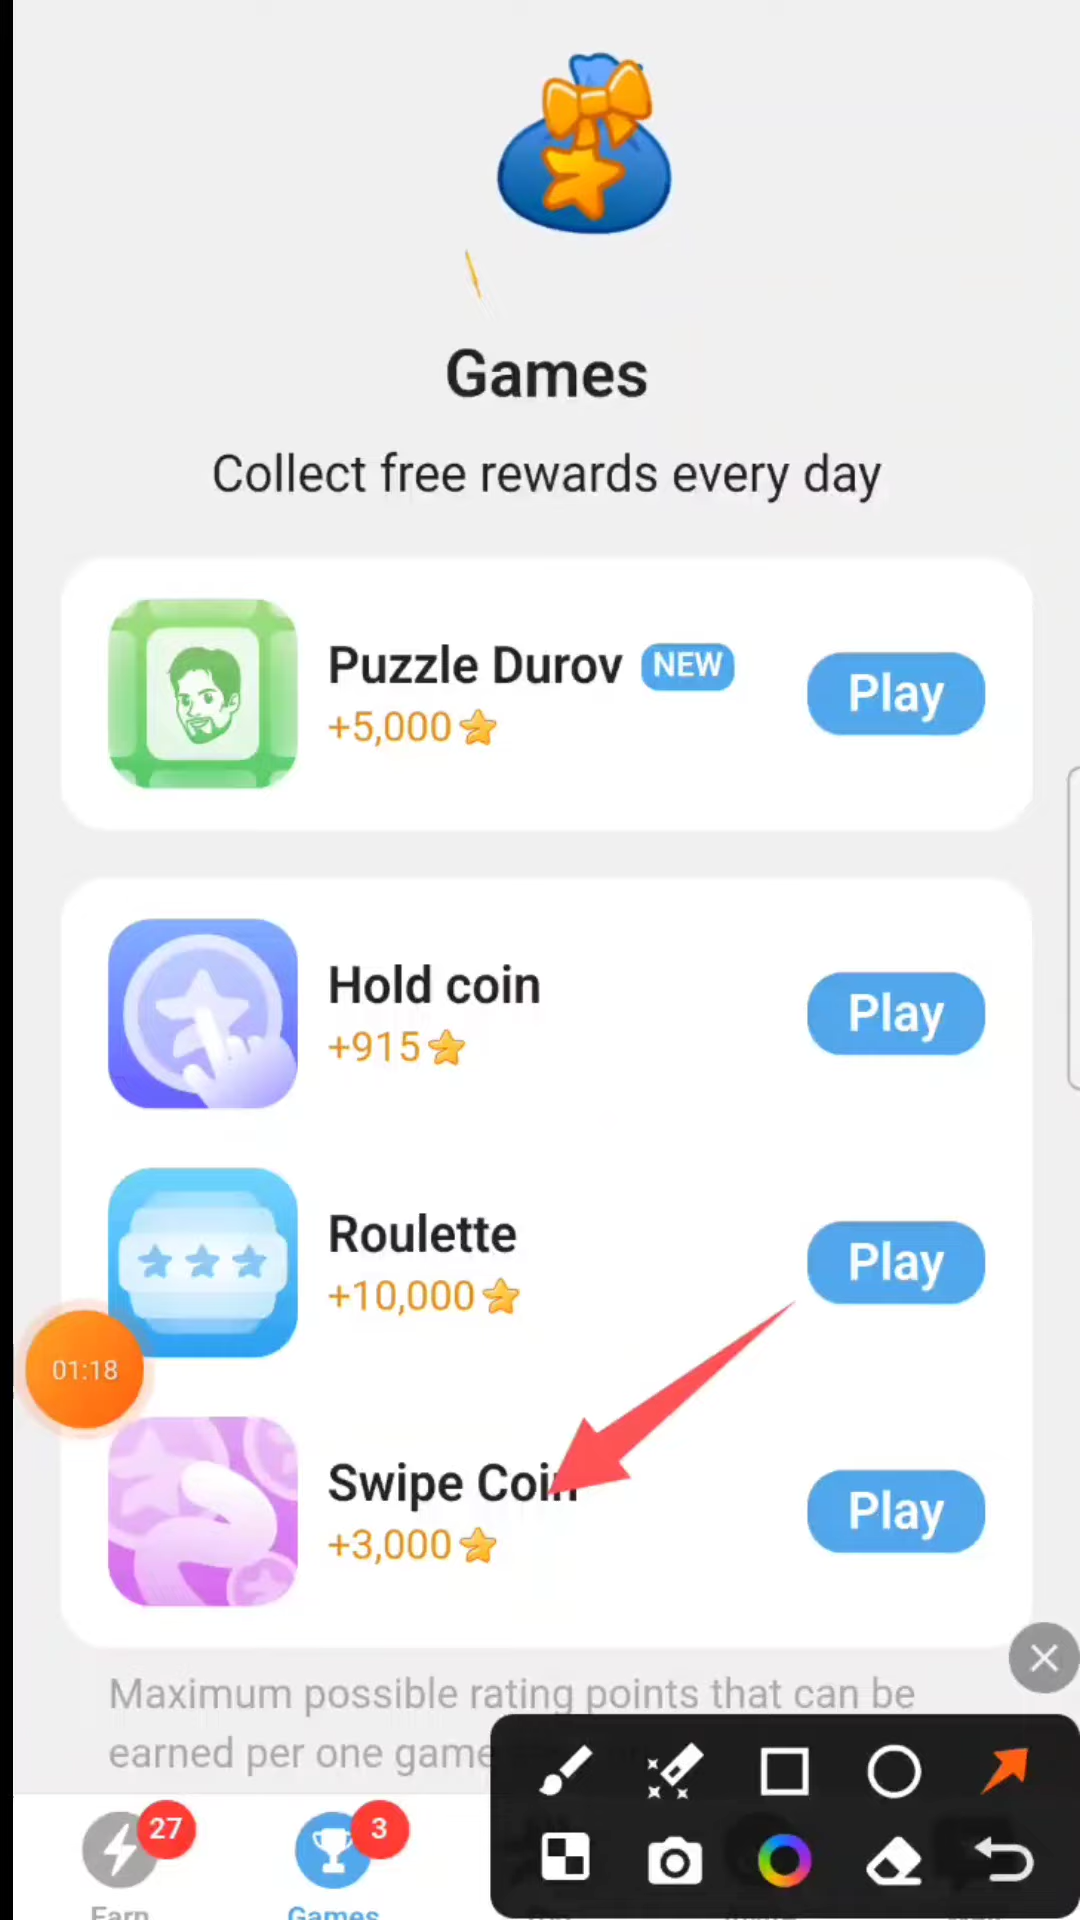 Games
Collect free rewards every day
Puzzle Durov NEW
+5,000
Play
Hold coin
+915
Play
Roulette
+10,000
Play
01:18
Swipe Coin
+3,000
Play
Maximum possible rating points that can be
earned per one game
27
3
Earn
Games